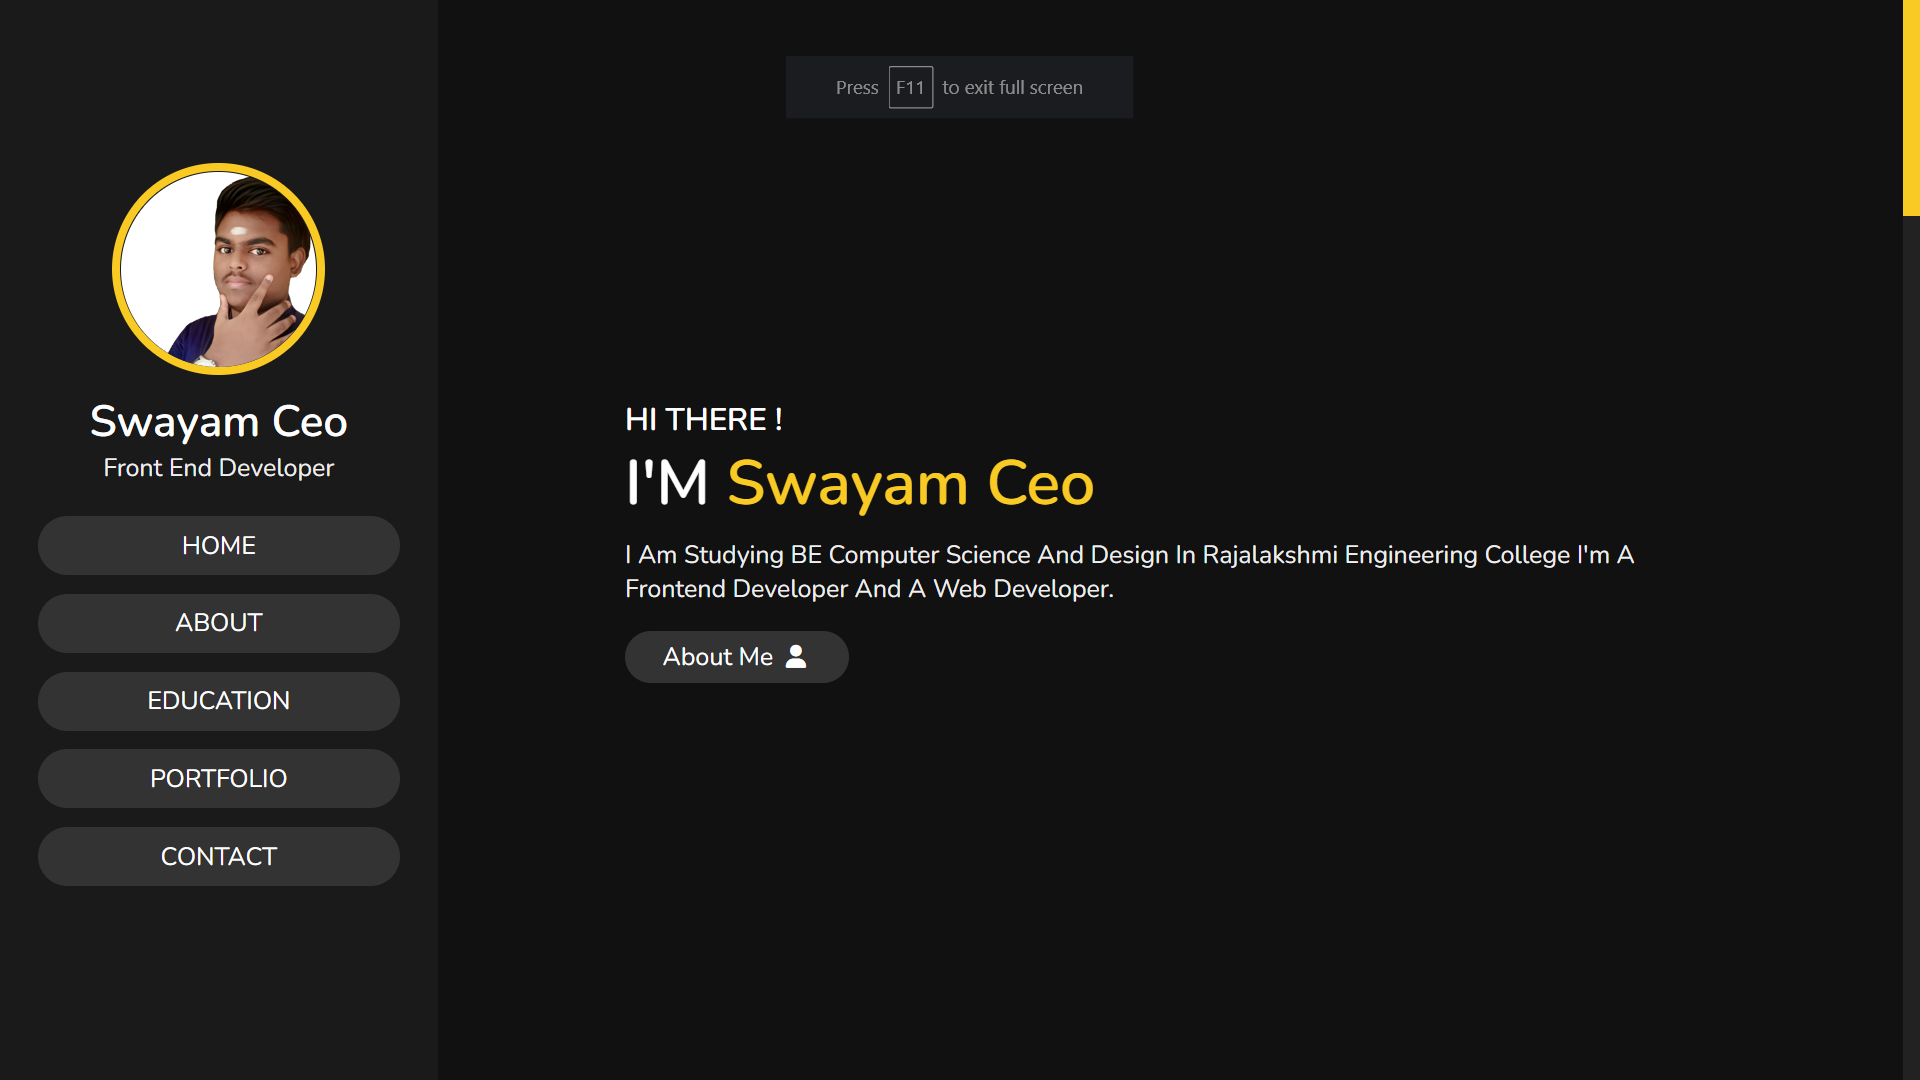 Press F11 to exit full screen
Swayam Ceo
Front End Developer
HOME
ABOUT
EDUCATION
PORTFOLIO
CONTACT
HI THERE !
I'M Swayam Ceo
I Am Studying BE Computer Science And Design In Rajalakshmi Engineering College I'm A
Frontend Developer And A Web Developer.
About Me